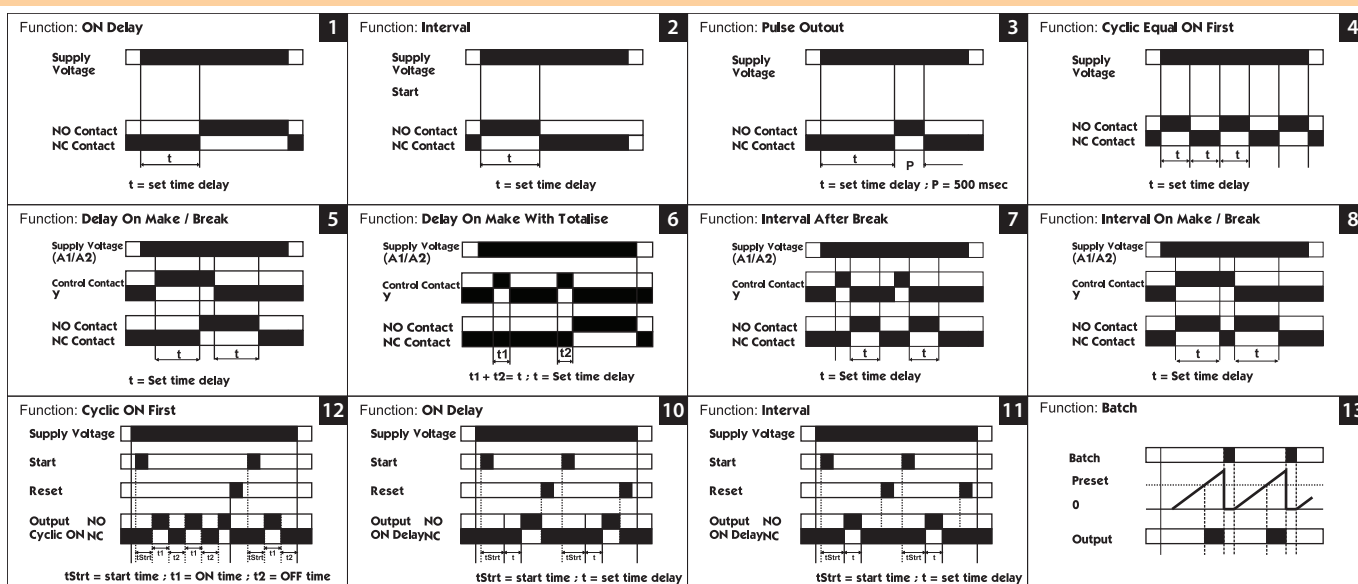 Function: ON Delay 1
Supply
Voltage
NO Contact
NC Contact
t
t = set time delay
Function: Interval 2
Supply
Voltage
Start
NO Contact
NC Contact
t
t = set time delay
Function: Pulse Outout 3
Supply
Voltage
NO Contact
NC Contact
t P
t = set time delay ; P = 500 msec
Function: Cyclic Equal ON First 4
Supply
Voltage
NO Contact
NC Contact
t t t
t = set time delay
Function: Delay On Make / Break 5
Supply Voltage
(A1/A2)
Control Contact
Y
NO Contact
NC Contact
t t
t = Set time delay
Function: Delay On Make With Totalise 6
Supply Voltage
(A1/A2)
Control Contact
Y
NO Contact
NC Contact
t1 t2
t1 + t2= t ; t = Set time delay
Function: Interval After Break 7
Supply Voltage
(A1/A2)
Control Contact
Y
NO Contact
NC Contact
t t
t = Set time delay
Function: Interval On Make / Break 8
Supply Voltage
(A1/A2)
Control Contact
Y
NO Contact
NC Contact
t t
t = Set time delay
Function: Cyclic ON First 12
Supply Voltage
Start
Reset
Output NO
Cyclic ON NC
tStrt t1 t2 t1 t2 tStrt t1 t2
tStrt = start time ; t1 = ON time ; t2 = OFF time
Function: ON Delay 10
Supply Voltage
Start
Reset
Output NO
ON DelayNC
tStrt t tStrt t
tStrt = start time ; t = set time delay
Function: Interval 11
Supply Voltage
Start
Reset
Output NO
ON DelayNC
tStrt t tStrt t
tStrt = start time ; t = set time delay
Function: Batch 13
Batch
Preset
0
Output